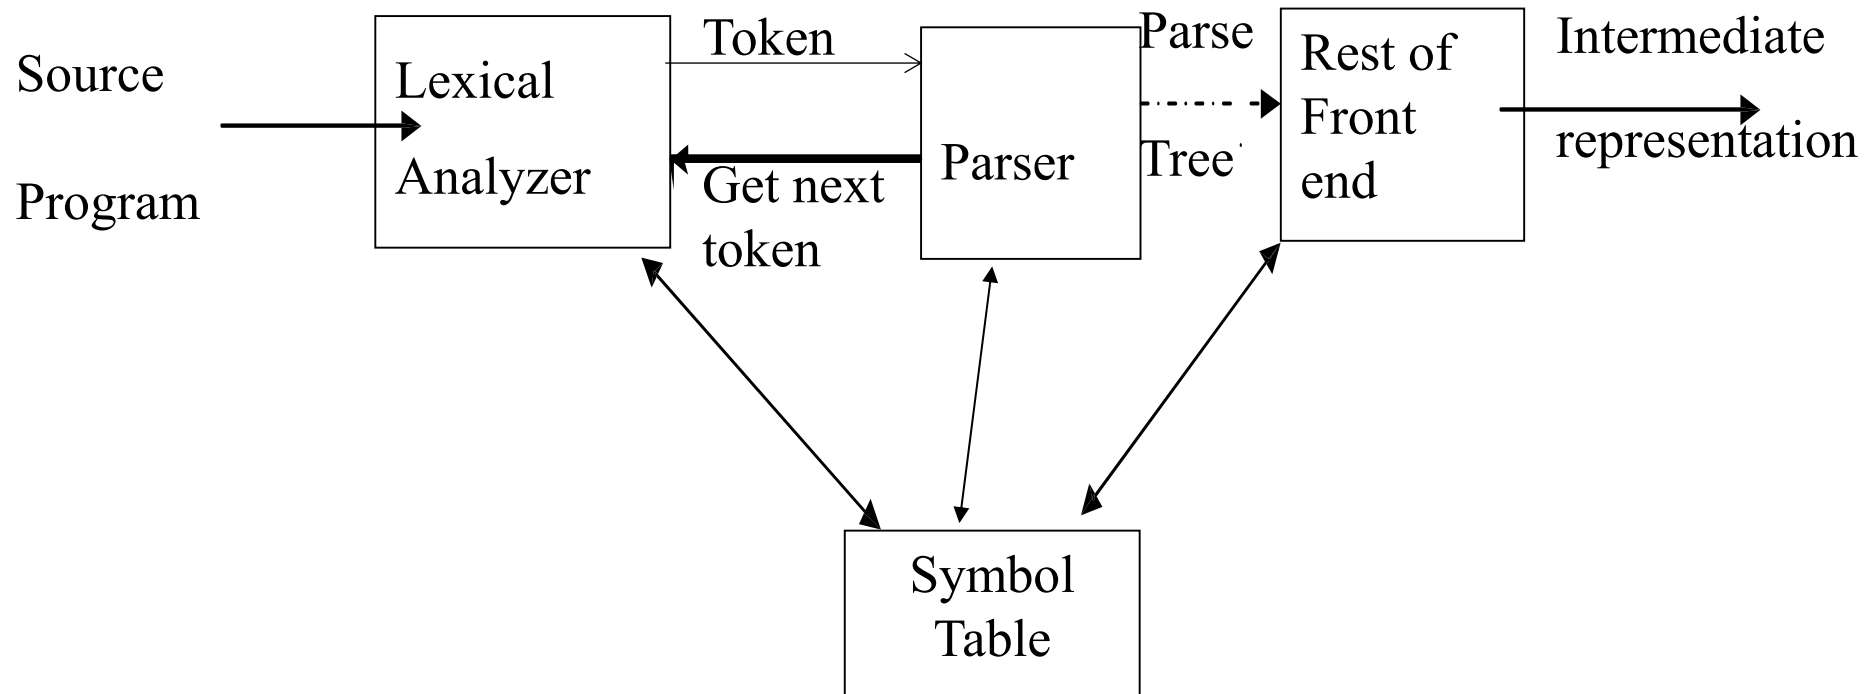 Source
Program
Lexical
Analyzer
Token
Get next
token
Parser
Parse
Tree
Rest of
Front
end
Intermediate
representation
Symbol
Table